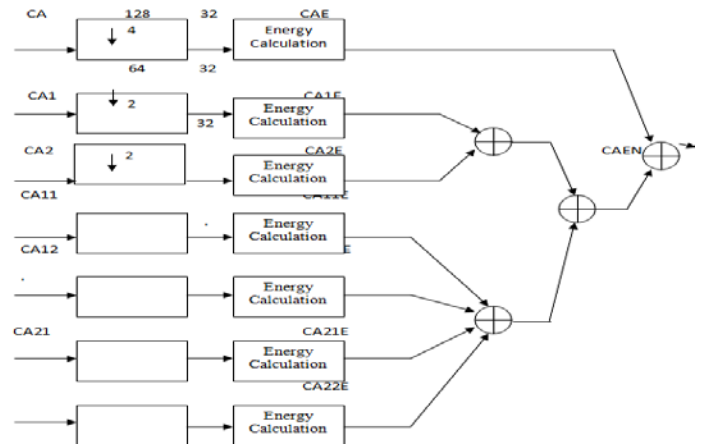 CA 128 32 CAE
↓ 4 Energy Calculation
64 32
CA1 ↓ 2 CA1E
32 Energy Calculation
CA2 ↓ 2 CA2E CAEN
Energy Calculation
CA11 CA11E
Energy Calculation
CA12 E
Energy Calculation
CA21 CA21E
Energy Calculation
CA22E
Energy Calculation